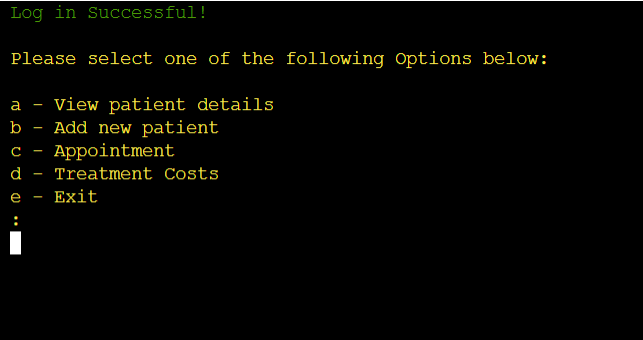 Log in Successful!
Please select one of the following Options below:
a - View patient details
b - Add new patient
c - Appointment
d - Treatment Costs
e - Exit
: